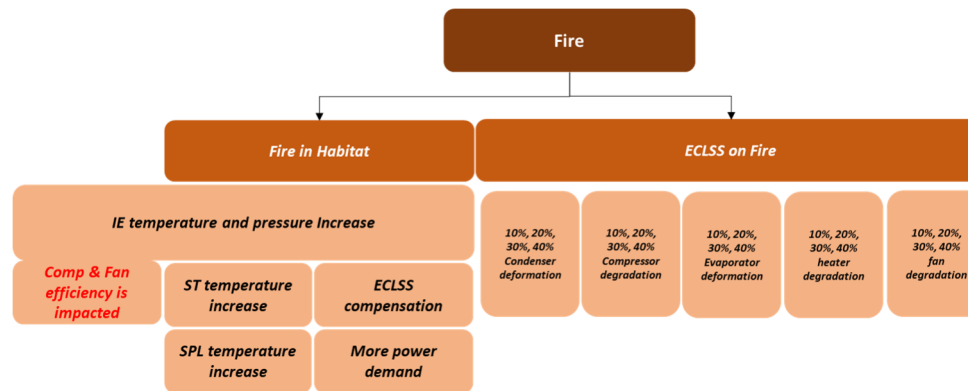 Fire
Fire in Habitat
ECLSS on Fire
IE temperature and pressure Increase
Comp & Fan
efficiency is
impacted
ST temperature
increase
ECLSS
compensation
SPL temperature
increase
More power
demand
10%, 20%,
30%, 40%
Condenser
deformation
10%, 20%,
30%, 40%
Compressor
degradation
10%, 20%,
30%, 40%
Evaporator
deformation
10%, 20%,
30%, 40%
heater
degradation
10%, 20%,
30%, 40%
fan
degradation